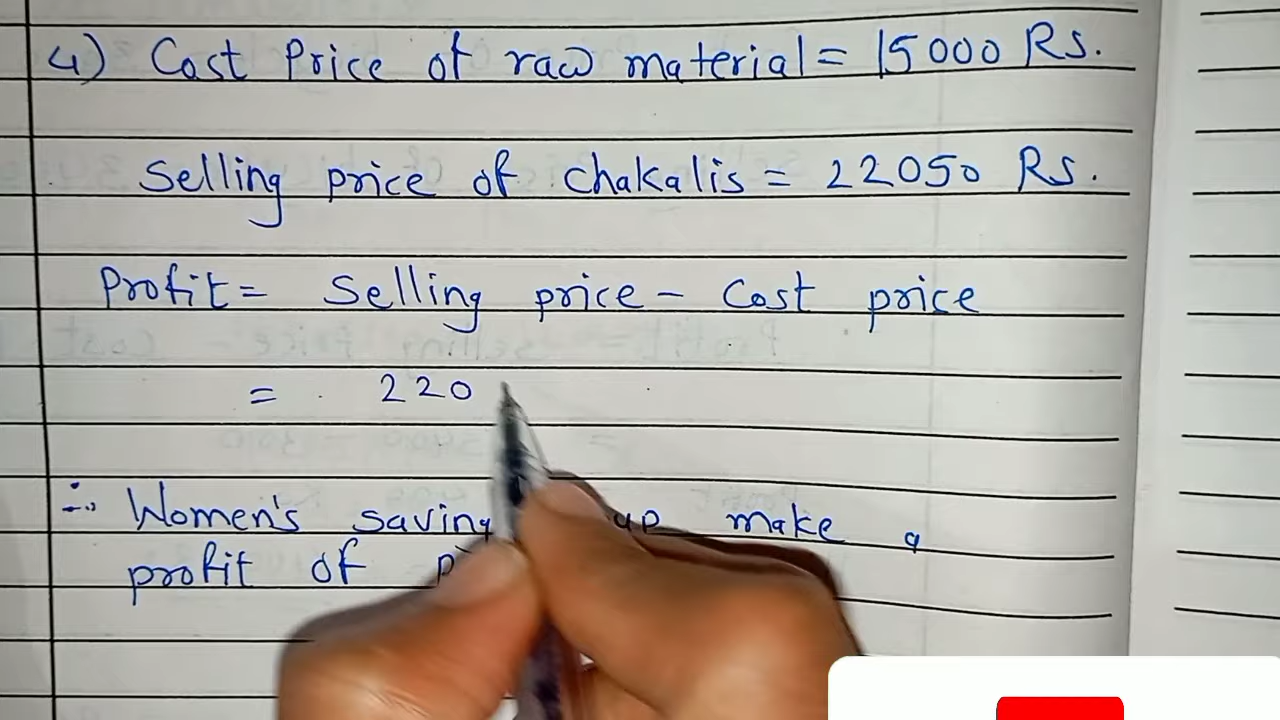 4) Cost Price of raw material = 15000 Rs.
Selling price of chakalis = 22050 Rs.
Profit = Selling price - Cost price
= 220
∴ Women's saving make a
profit of